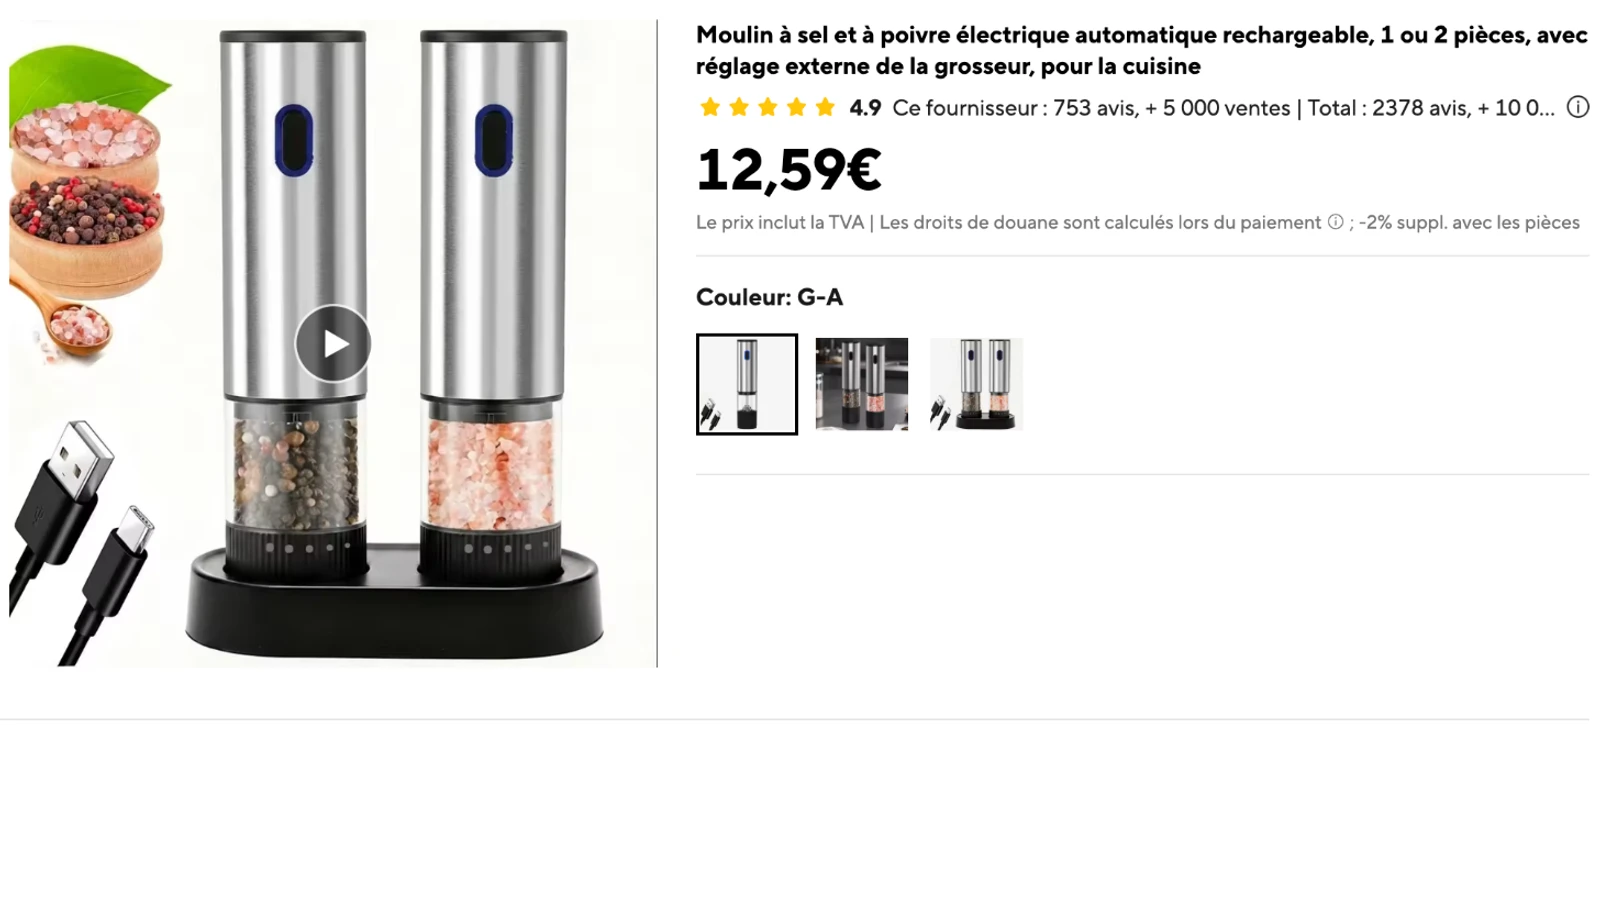 Moulin à sel et à poivre électrique automatique rechargeable, 1 ou 2 pièces, avec
réglage externe de la grosseur, pour la cuisine
4.9 Ce fournisseur : 753 avis, + 5 000 ventes | Total : 2378 avis, + 10 0...
12,59€
Le prix inclut la TVA | Les droits de douane sont calculés lors du paiement ; -2% suppl. avec les pièces
Couleur: G-A